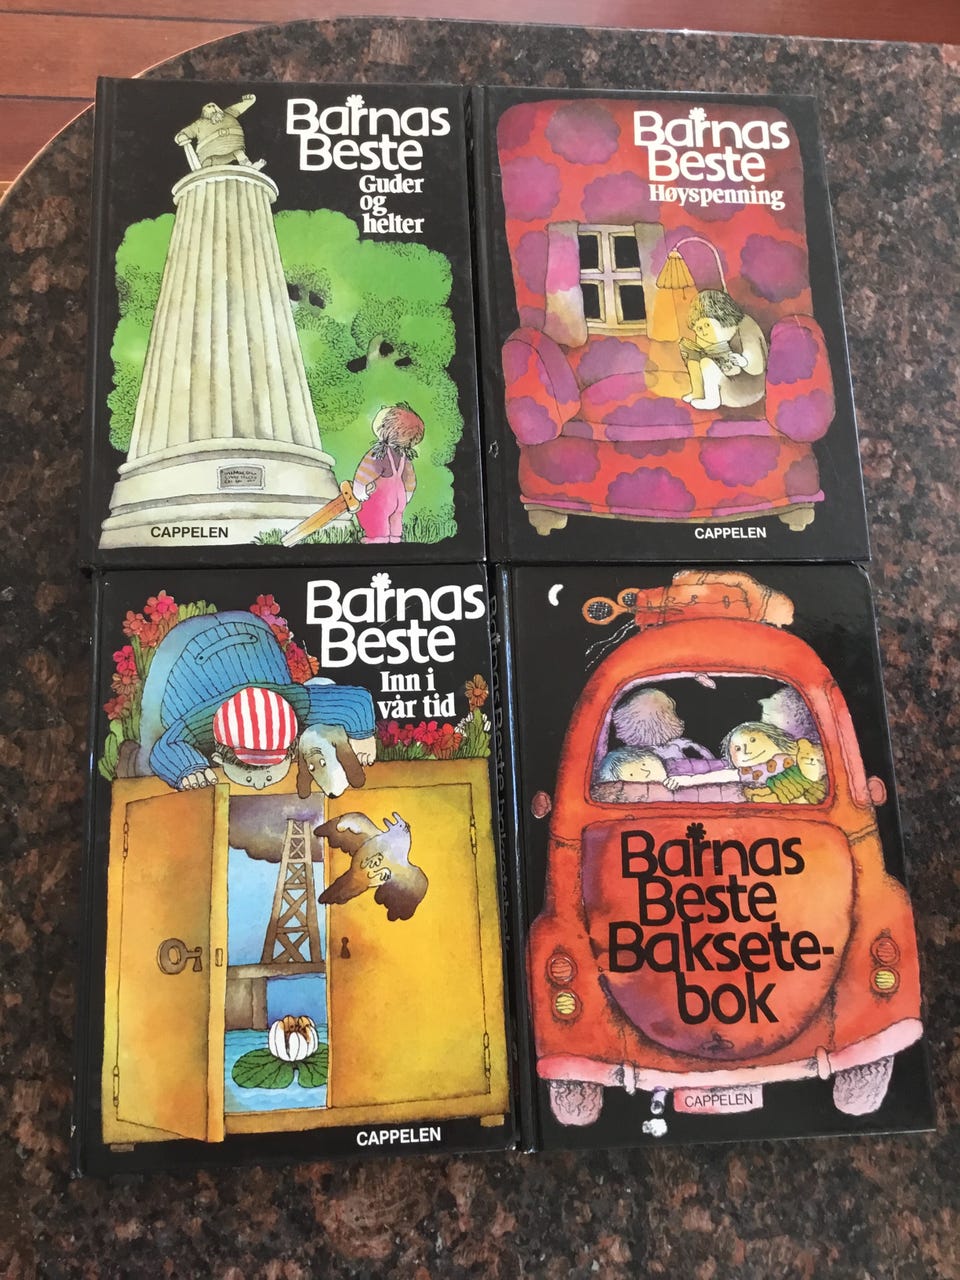 Barnas
Beste
Guder
og
helter
CAPPELEN
Barnas
Beste
Høyspenning
CAPPELEN
Barnas
Beste
Inn i
vår tid
CAPPELEN
Barnas
Beste
Baksete-
bok
CAPPELEN